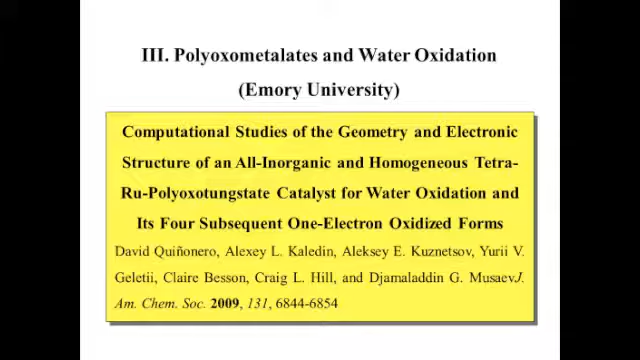 III. Polyoxometalates and Water Oxidation
(Emory University)
Computational Studies of the Geometry and Electronic
Structure of an All-Inorganic and Homogeneous Tetra-
Ru-Polyoxotungstate Catalyst for Water Oxidation and
Its Four Subsequent One-Electron Oxidized Forms
David Quiñonero, Alexey L. Kaledin, Aleksey E. Kuznetsov, Yurii V.
Geletii, Claire Besson, Craig L. Hill, and Djamaladdin G. MusaevJ.
Am. Chem. Soc. 2009, 131, 6844-6854